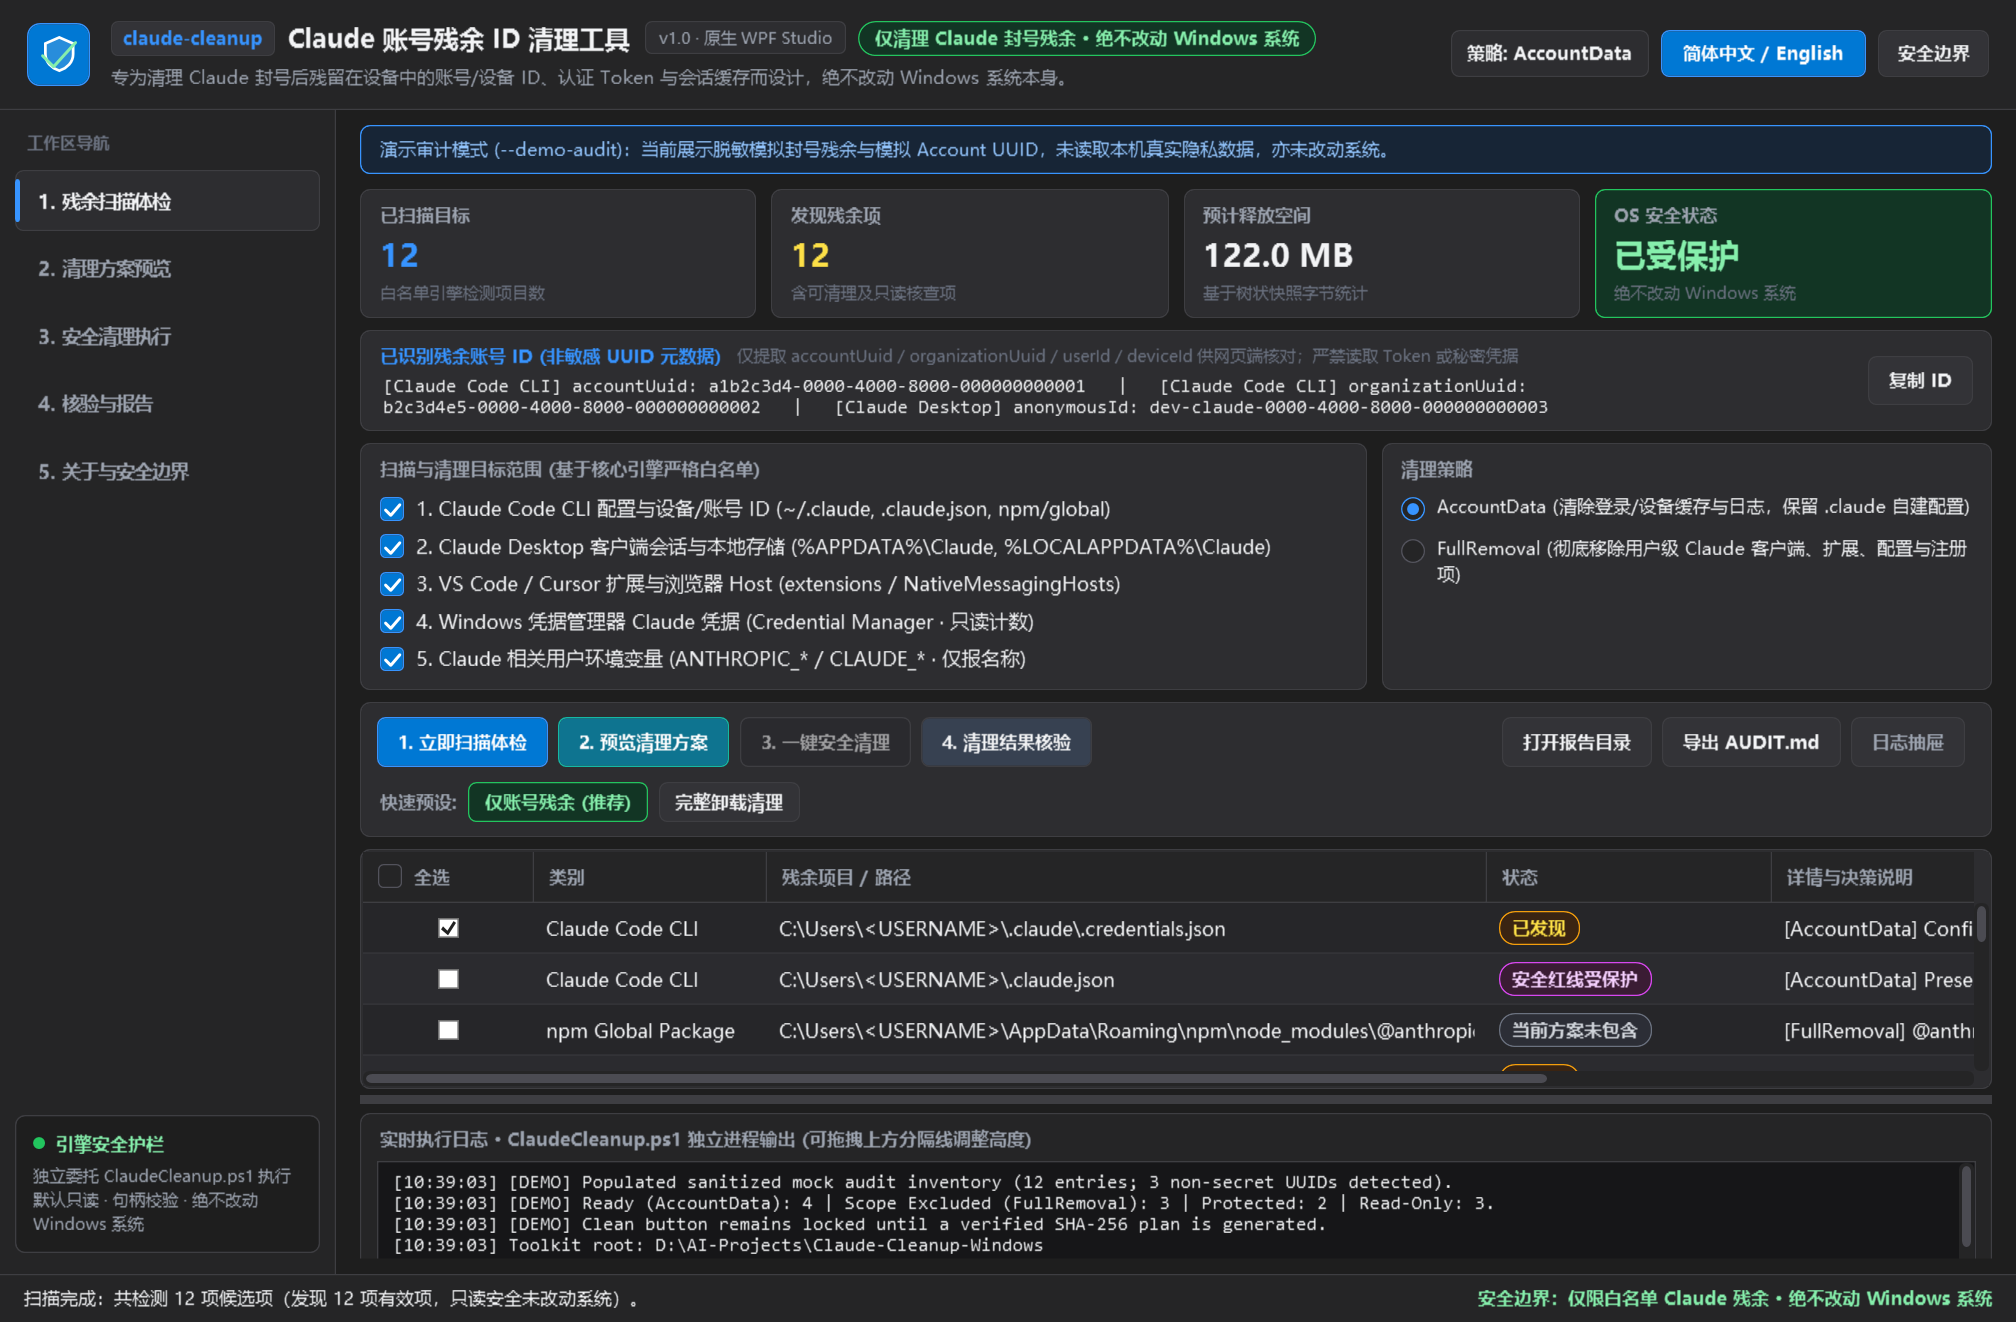 claude-cleanup
Claude 账号残余 ID 清理工具
v1.0 · 原生 WPF Studio
仅清理 Claude 封号残余 • 绝不改动 Windows 系统
专为清理 Claude 封号后残留在设备中的账号/设备 ID、认证 Token 与会话缓存而设计，绝不改动 Windows 系统本身。
策略: AccountData
简体中文 / English
安全边界
工作区导航
1. 残余扫描体检
2. 清理方案预览
3. 安全清理执行
4. 核验与报告
5. 关于与安全边界
演示审计模式 (--demo-audit)：当前展示脱敏模拟封号残余与模拟 Account UUID，未读取本机真实隐私数据，亦未改动系统。
已扫描目标
12
白名单引擎检测项目数
发现残余项
12
含可清理及只读核查项
预计释放空间
122.0 MB
基于树状快照字节统计
OS 安全状态
已受保护
绝不改动 Windows 系统
已识别残余账号 ID (非敏感 UUID 元数据) 仅提取 accountUuid / organizationUuid / userId / deviceId 供网页端核对；严禁读取 Token 或秘密凭据
[Claude Code CLI] accountUuid: a1b2c3d4-0000-4000-8000-000000000001 | [Claude Code CLI] organizationUuid:
b2c3d4e5-0000-4000-8000-000000000002 | [Claude Desktop] anonymousId: dev-claude-0000-4000-8000-000000000003
复制 ID
扫描与清理目标范围 (基于核心引擎严格白名单)
1. Claude Code CLI 配置与设备/账号 ID (~/.claude, .claude.json, npm/global)
2. Claude Desktop 客户端会话与本地存储 (%APPDATA%\Claude, %LOCALAPPDATA%\Claude)
3. VS Code / Cursor 扩展与浏览器 Host (extensions / NativeMessagingHosts)
4. Windows 凭据管理器 Claude 凭据 (Credential Manager · 只读计数)
5. Claude 相关用户环境变量 (ANTHROPIC_* / CLAUDE_* · 仅报名称)
清理策略
AccountData (清除登录/设备缓存与日志，保留 .claude 自建配置)
FullRemoval (彻底移除用户级 Claude 客户端、扩展、配置与注册
项)
1. 立即扫描体检
2. 预览清理方案
3. 一键安全清理
4. 清理结果核验
打开报告目录
导出 AUDIT.md
日志抽屉
快速预设:
仅账号残余 (推荐)
完整卸载清理
全选 类别 残余项目 / 路径 状态 详情与决策说明
Claude Code CLI C:\Users\<USERNAME>\.claude\.credentials.json 已发现 [AccountData] Confi
Claude Code CLI C:\Users\<USERNAME>\.claude.json 安全红线受保护 [AccountData] Prese
npm Global Package C:\Users\<USERNAME>\AppData\Roaming\npm\node_modules\@anthropi 当前方案未包含 [FullRemoval] @anth
实时执行日志 • ClaudeCleanup.ps1 独立进程输出 (可拖拽上方分隔线调整高度)
[10:39:03] [DEMO] Populated sanitized mock audit inventory (12 entries; 3 non-secret UUIDs detected).
[10:39:03] [DEMO] Ready (AccountData): 4 | Scope Excluded (FullRemoval): 3 | Protected: 2 | Read-Only: 3.
[10:39:03] [DEMO] Clean button remains locked until a verified SHA-256 plan is generated.
[10:39:03] Toolkit root: D:\AI-Projects\Claude-Cleanup-Windows
引擎安全护栏
独立委托 ClaudeCleanup.ps1 执行
默认只读 · 句柄校验 · 绝不改动
Windows 系统
扫描完成：共检测 12 项候选项（发现 12 项有效项，只读安全未改动系统）。
安全边界：仅限白名单 Claude 残余 • 绝不改动 Windows 系统